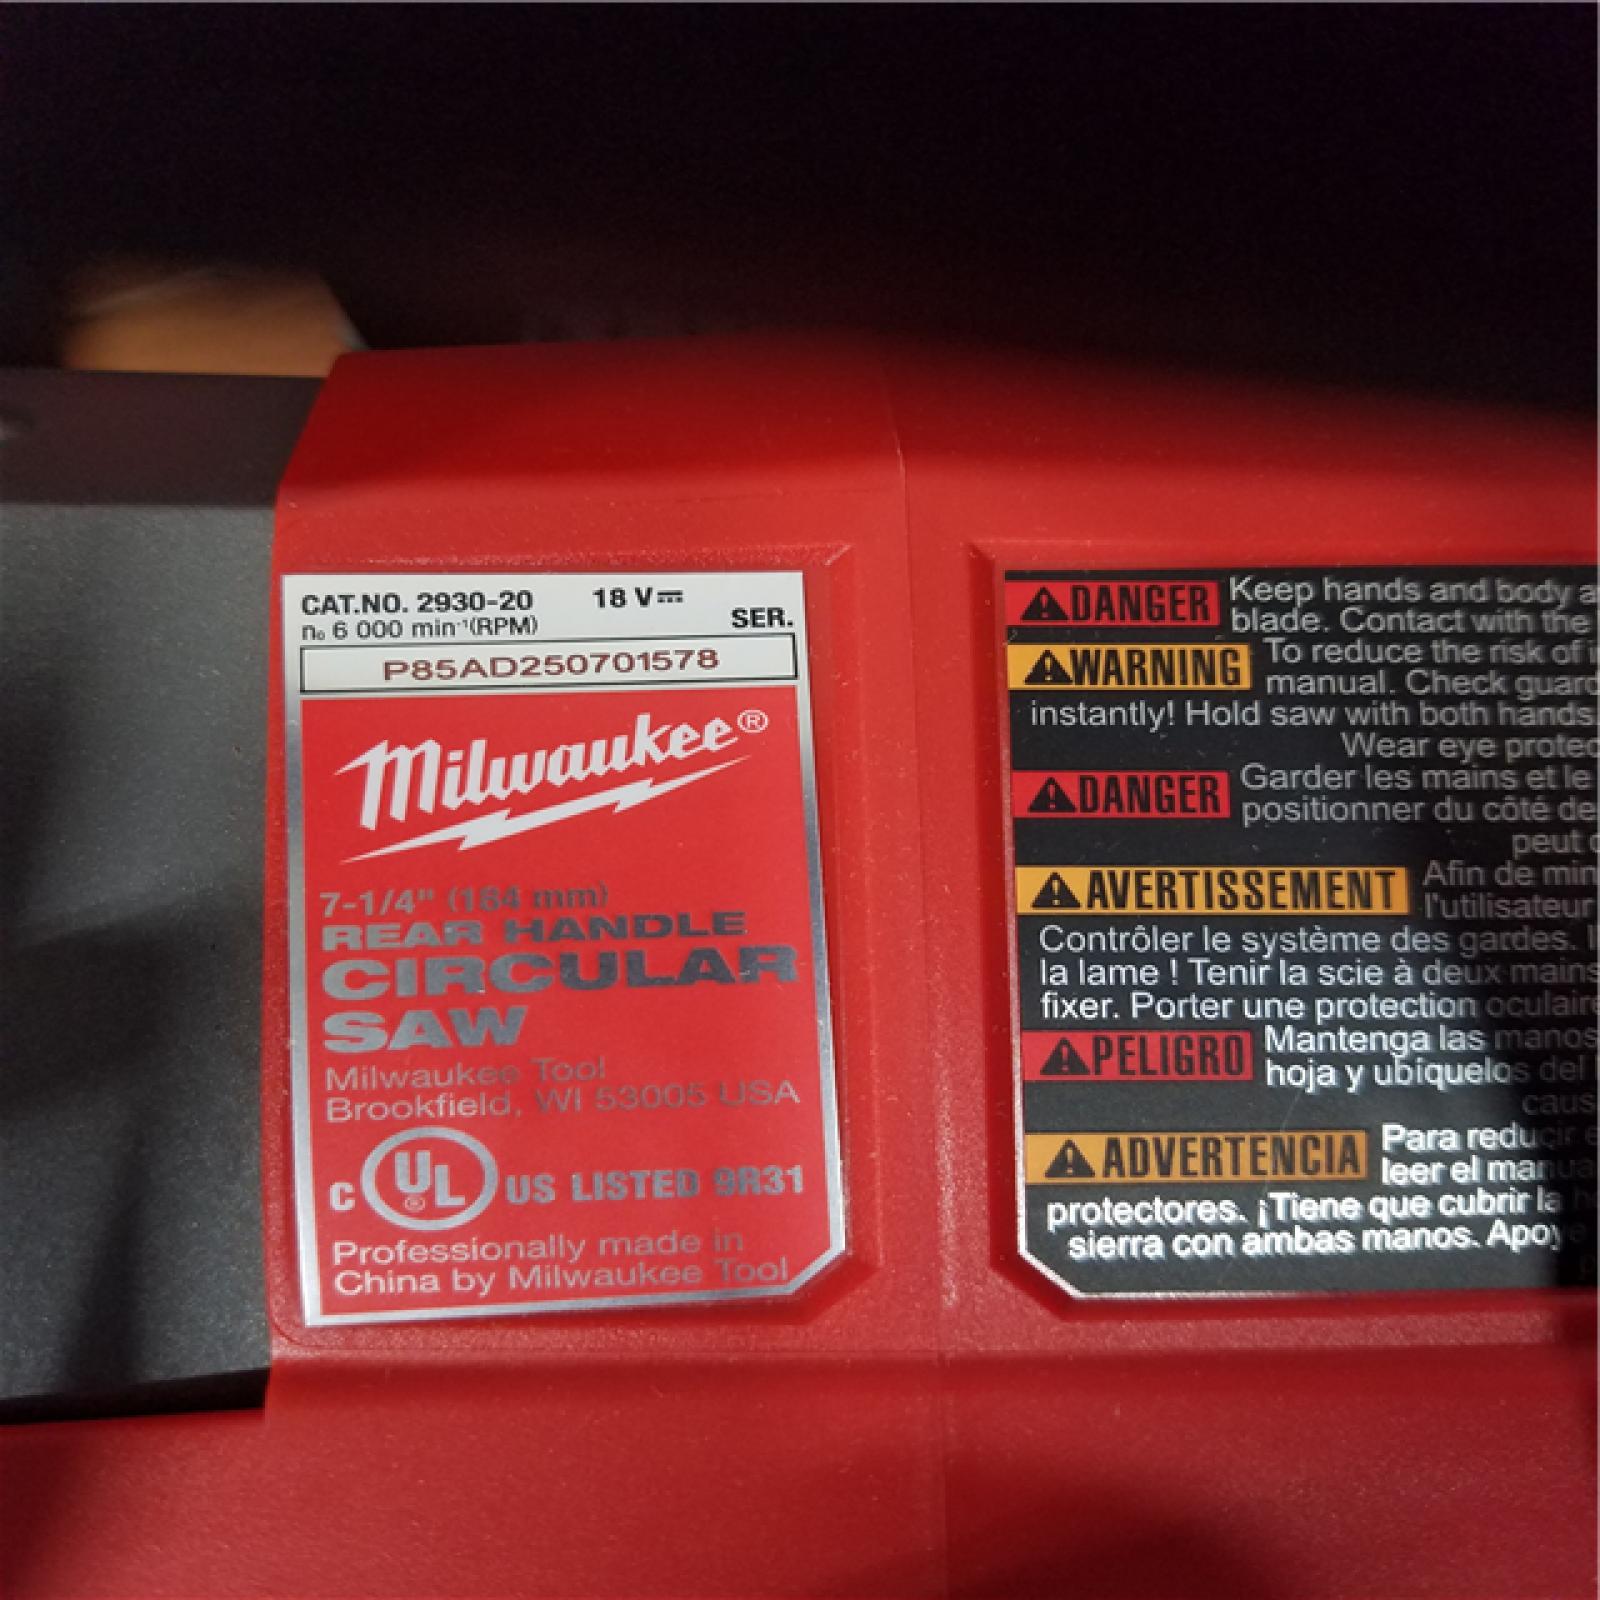 CAT.NO. 2930-20 18 V⎓
n₀ 6 000 min⁻¹(RPM) SER.
P85AD250701578
Milwaukee®
7-1/4" (184 mm)
REAR HANDLE
CIRCULAR
SAW
Milwaukee Tool
Brookfield, WI 53005 USA
C UL® US LISTED 9R31
Professionally made in
China by Milwaukee Tool
DANGER Keep hands and body
blade. Contact with the
WARNING To reduce the risk of
manual. Check
instantly! Hold saw with both hands.
Wear eye
DANGER Garder les mains et le
positionner du côté de
peut
AVERTISSEMENT Afin de
l'utilisateur
Contrôler le système des gardes.
la lame ! Tenir la scie à deux mains
fixer. Porter une protection oculaire
PELIGRO Mantenga las manos
hoja y ubíquelos del
ADVERTENCIA Para reducir
leer el
protectores. ¡Tiene que cubrir la
sierra con ambas manos.